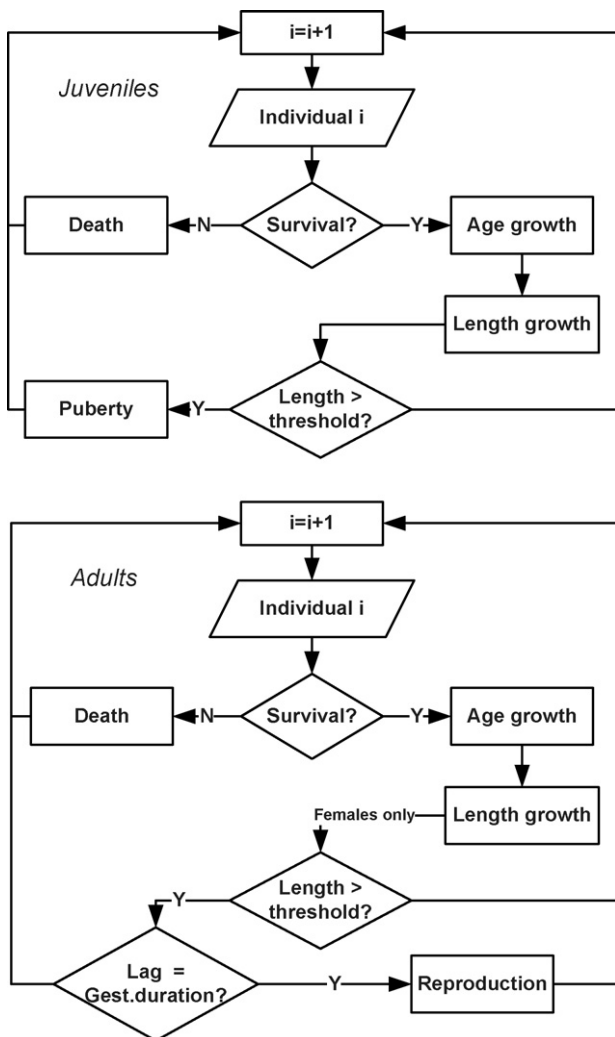 i=i+1
Juveniles
Individual i
Death
N
Survival?
Y
Age growth
Length growth
Puberty
Y
Length >
threshold?
i=i+1
Adults
Individual i
Death
N
Survival?
Y
Age growth
Females only
Length growth
Y
Length >
threshold?
Lag =
Gest.duration?
Y
Reproduction